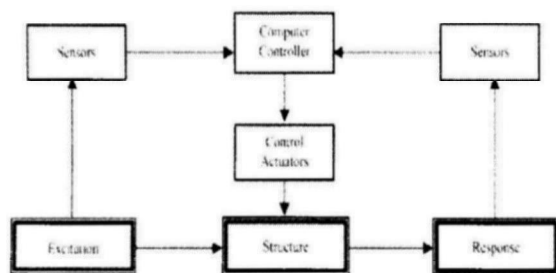 Sensors
Computer
Controller
Sensors
Control
Actuators
Excitation
Structure
Response